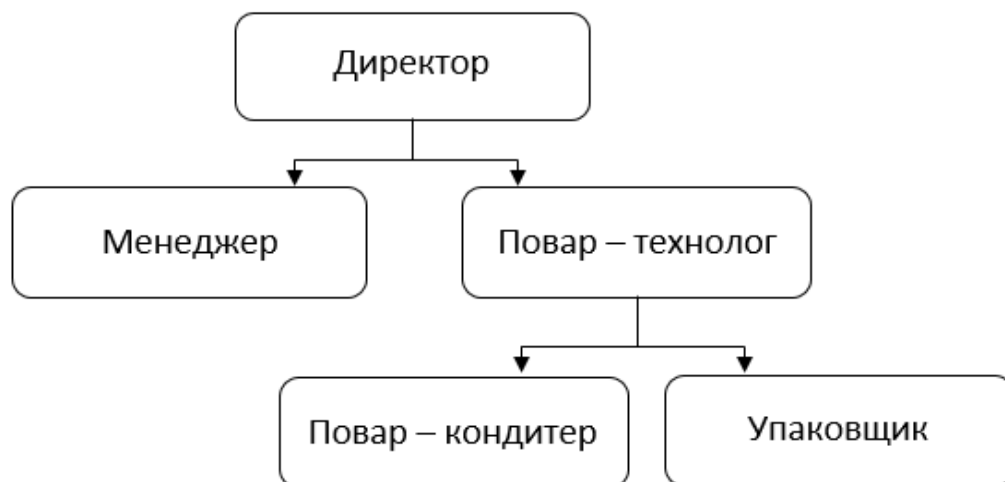 Директор
Менеджер
Повар – технолог
Повар – кондитер
Упаковщик